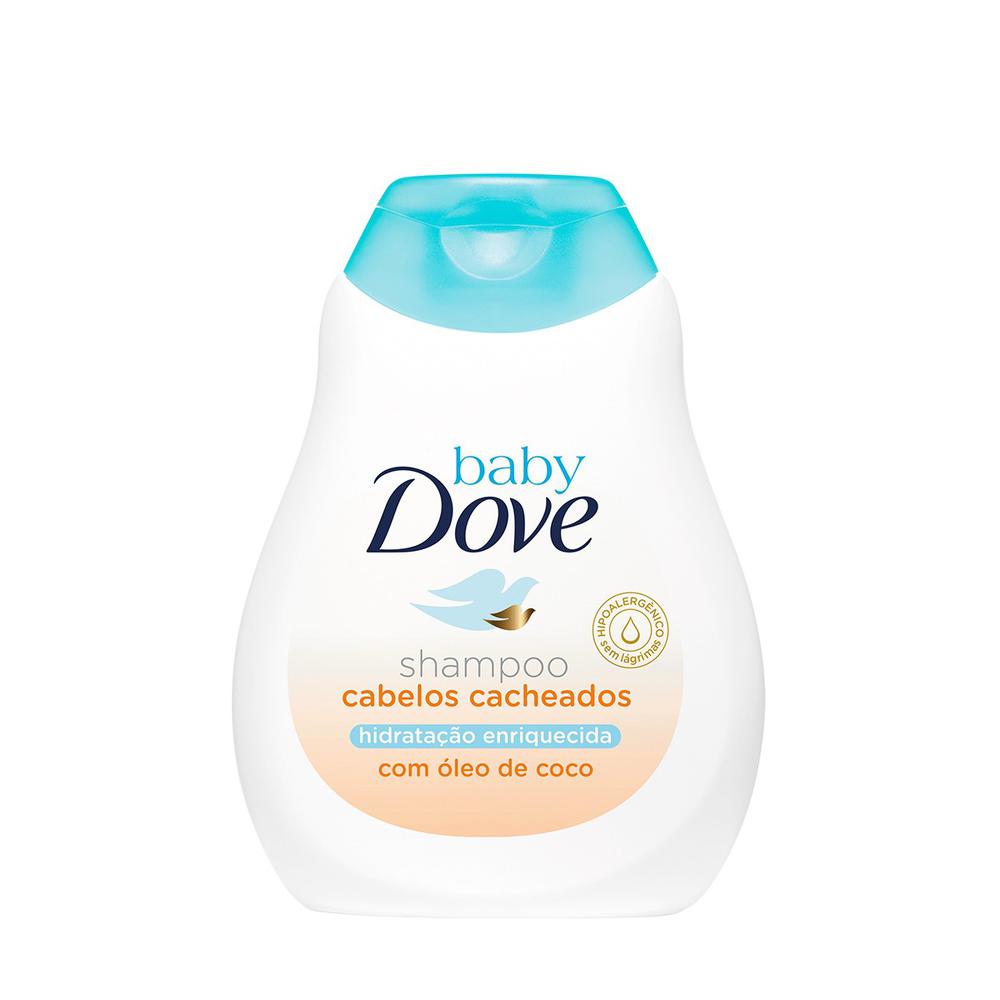 baby
Dove
HIPOALERGÊNICO
sem lágrimas
shampoo
cabelos cacheados
hidratação enriquecida
com óleo de coco